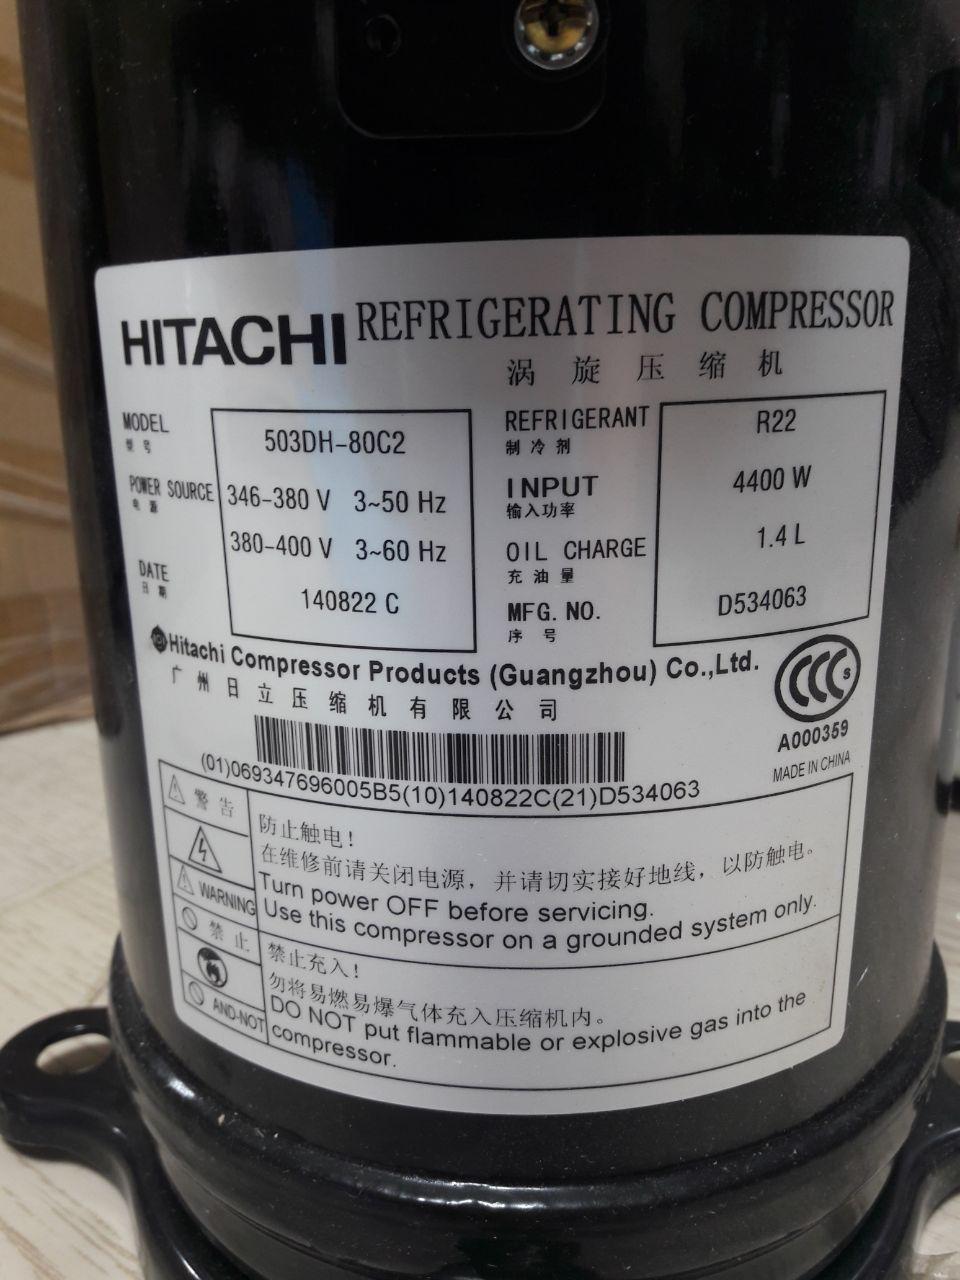 HITACHI REFRIGERATING COMPRESSOR
涡旋压缩机
MODEL 503DH-80C2
型号
POWER SOURCE 346-380 V 3~50 Hz
电源
380-400 V 3~60 Hz
DATE 140822 C
日期
REFRIGERANT R22
制冷剂
INPUT 4400 W
输入功率
OIL CHARGE 1.4 L
充油量
MFG. NO. D534063
序号
Hitachi Compressor Products (Guangzhou) Co.,Ltd.
广州日立压缩机有限公司
CCC S
A000359
MADE IN CHINA
(01)069347696005B5(10)140822C(21)D534063
警告
WARNING
防止触电!
在维修前请关闭电源，并请切实接好地线，以防触电。
Turn power OFF before servicing.
Use this compressor on a grounded system only.
禁止
AND-NOT
禁止充入!
勿将易燃易爆气体充入压缩机内。
DO NOT put flammable or explosive gas into the
compressor.